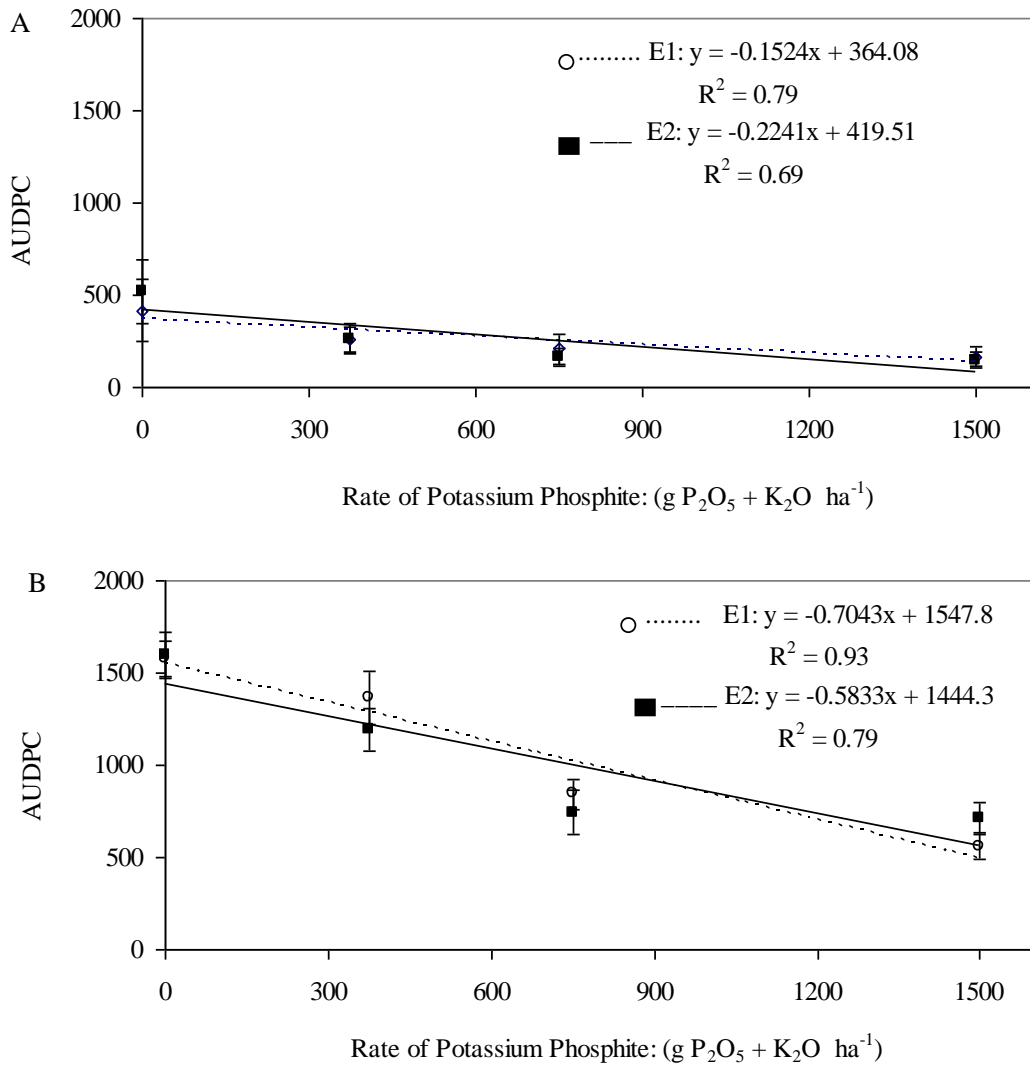 A
2000
1500
1000
500
0
AUDPC
......... E1: y = -0.1524x + 364.08
R² = 0.79
___ E2: y = -0.2241x + 419.51
R² = 0.69
0 300 600 900 1200 1500
Rate of Potassium Phosphite: (g P₂O₅ + K₂O ha⁻¹)
B
2000
1500
1000
500
0
AUDPC
........ E1: y = -0.7043x + 1547.8
R² = 0.93
____ E2: y = -0.5833x + 1444.3
R² = 0.79
0 300 600 900 1200 1500
Rate of Potassium Phosphite: (g P₂O₅ + K₂O ha⁻¹)